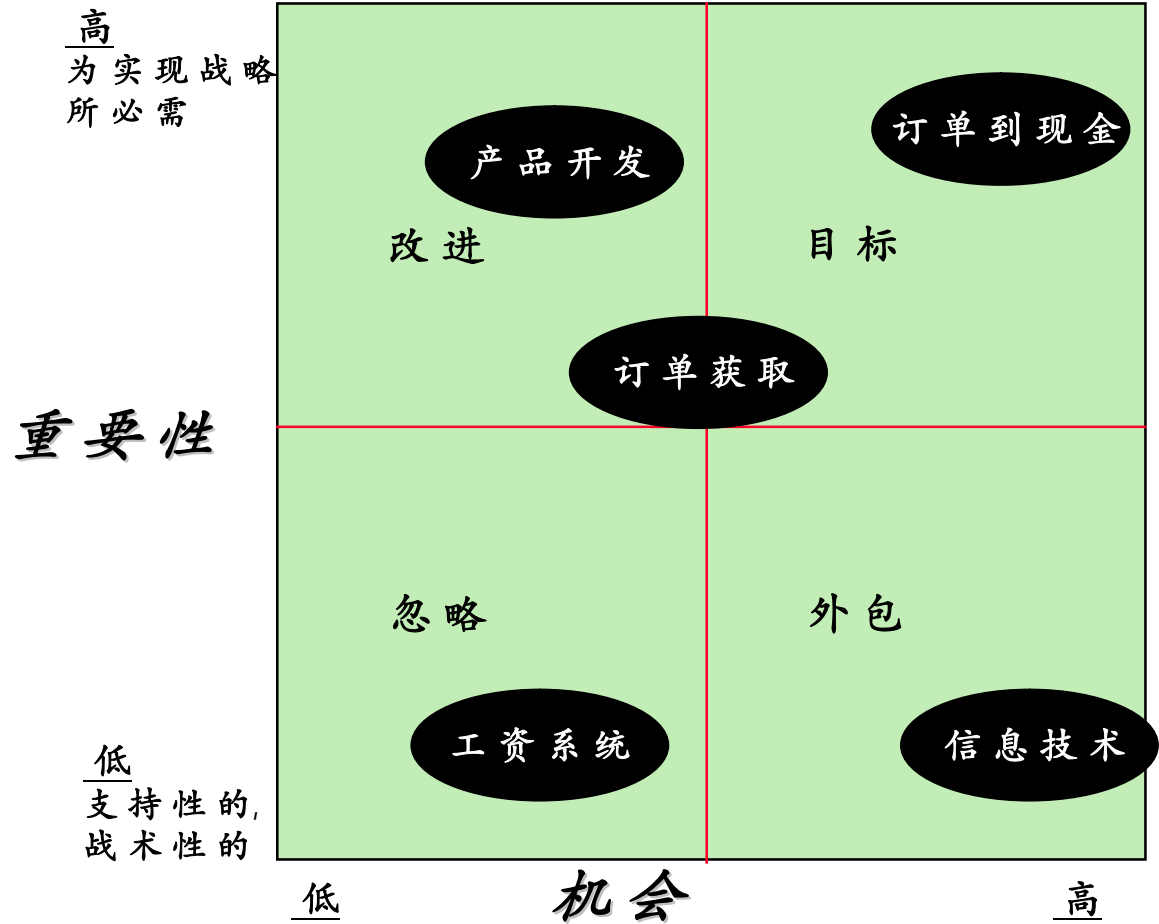 高
为实现战略
所必需
订单到现金
产品开发
改进
目标
订单获取
重要性
忽略
外包
工资系统
信息技术
低
支持性的,
战术性的
低
机会
高